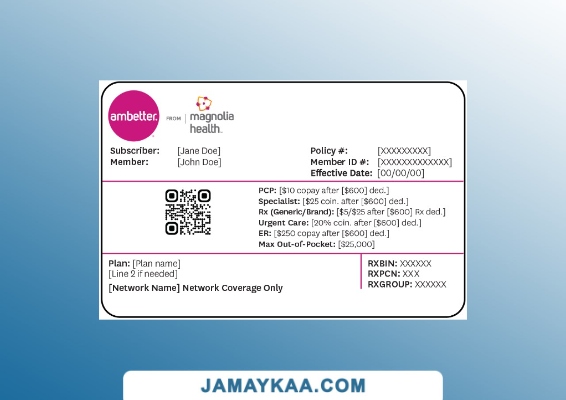 ambetter.
FROM
magnolia
health.
Subscriber: [Jane Doe]
Member: [John Doe]
Policy #: [XXXXXXXXX]
Member ID #: [XXXXXXXXXXXXX]
Effective Date: [00/00/00]
PCP: [$10 copay after [$600] ded.]
Specialist: [$25 coin. after [$600] ded.]
Rx (Generic/Brand): [$5/$25 after [$600] Rx ded.]
Urgent Care: [20% coin. after [$600] ded.]
ER: [$250 copay after [$600] ded.]
Max Out-of-Pocket: [$25,000]
Plan: [Plan name]
[Line 2 if needed]
[Network Name] Network Coverage Only
RXBIN: XXXXXX
RXPCN: XXX
RXGROUP: XXXXXX
JAMAYKAA.COM